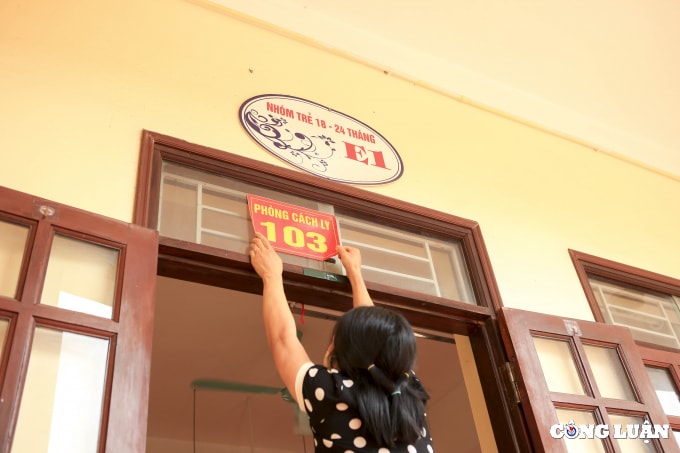 NHÓM TRẺ 18 - 24 THÁNG
E1
PHÒNG CÁCH LY
103
CÔNG LUẬN